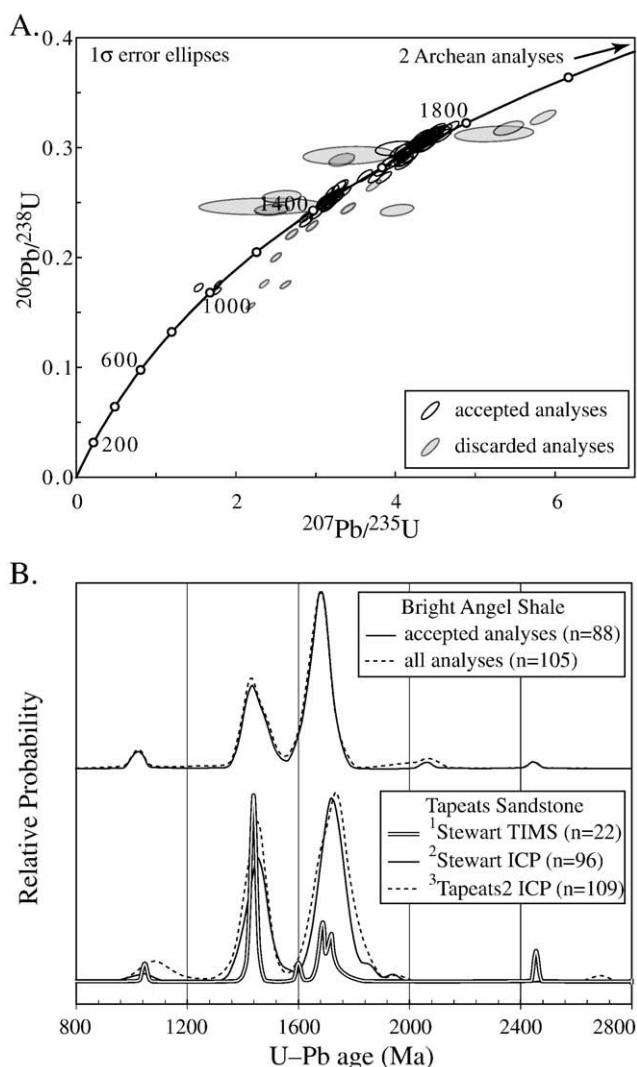 A.
1σ error ellipses
2 Archean analyses
0.4
0.3
0.2
0.1
0.0
206Pb/238U
1800
1400
1000
600
200
accepted analyses
discarded analyses
0 2 4 6
207Pb/235U
B.
Relative Probability
Bright Angel Shale
accepted analyses (n=88)
all analyses (n=105)
Tapeats Sandstone
1Stewart TIMS (n=22)
2Stewart ICP (n=96)
3Tapeats2 ICP (n=109)
800 1200 1600 2000 2400 2800
U–Pb age (Ma)